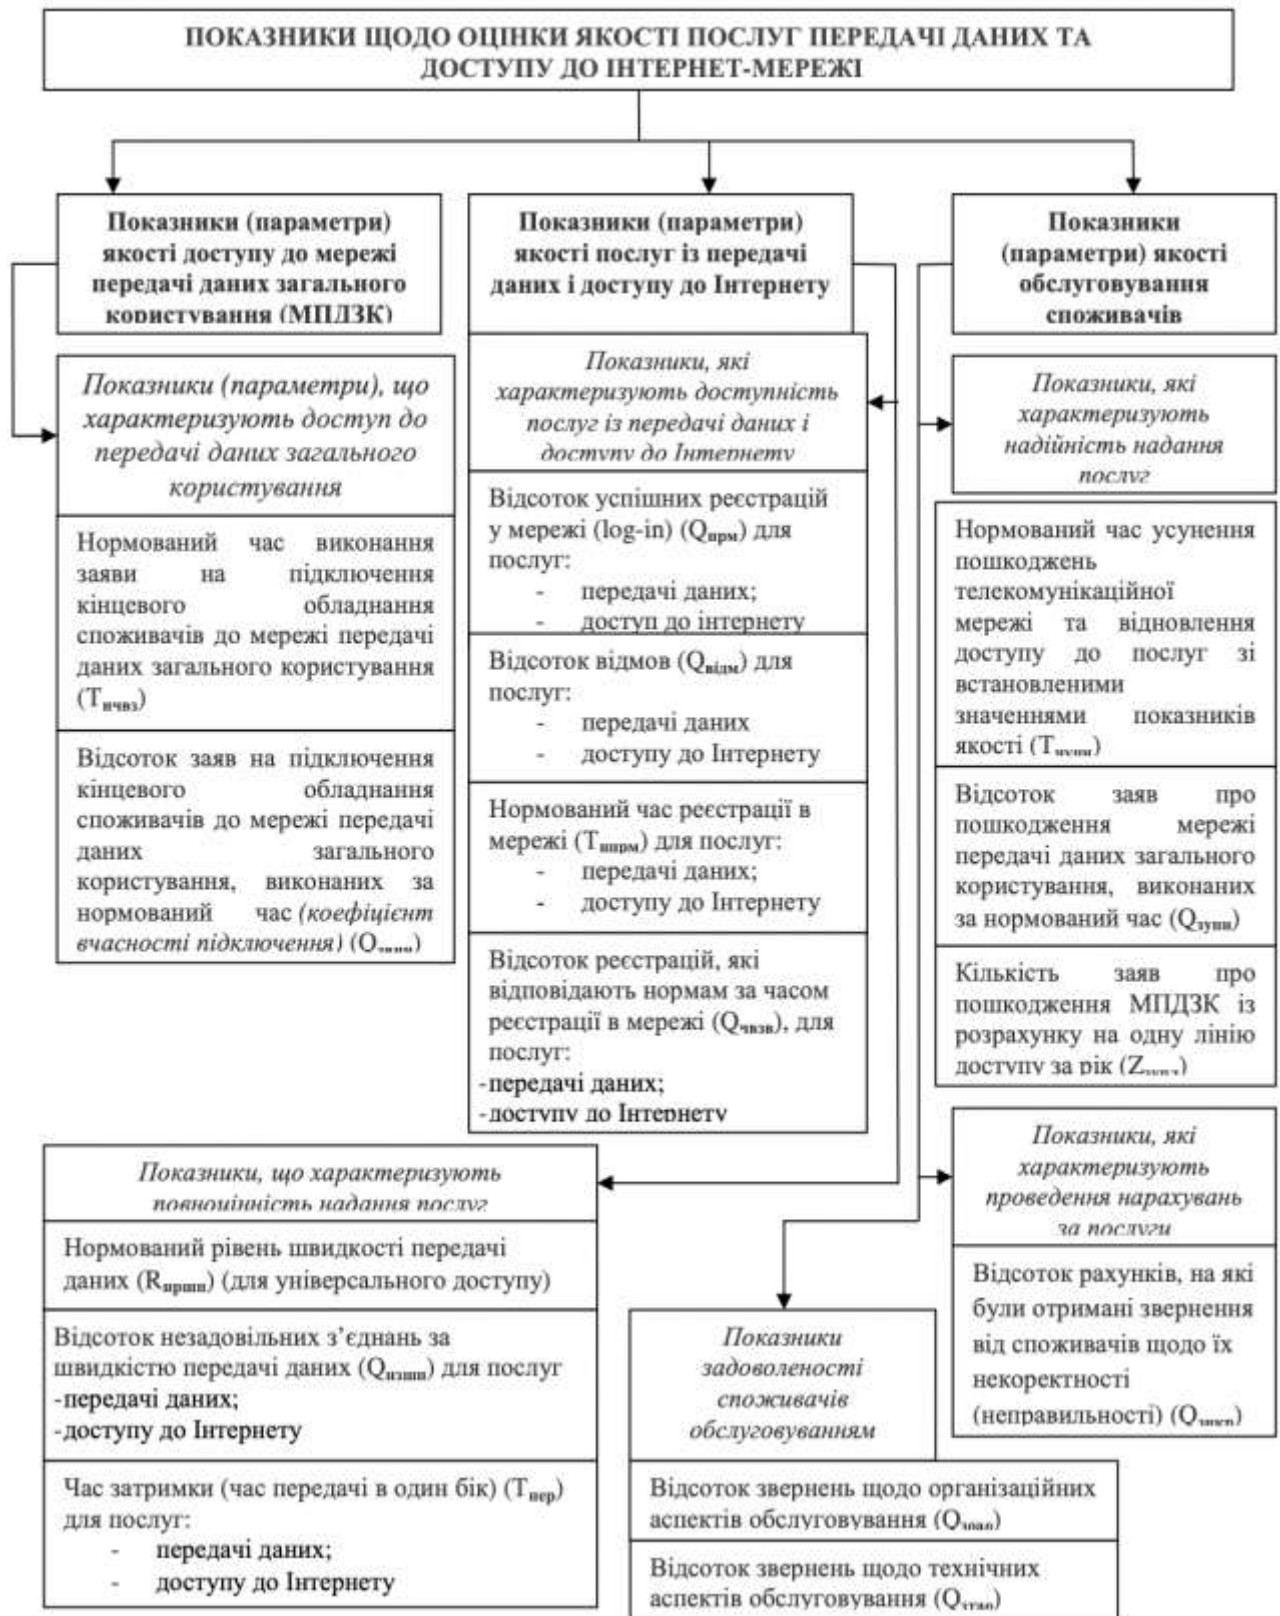 ПОКАЗНИКИ ЩОДО ОЦІНКИ ЯКОСТІ ПОСЛУГ ПЕРЕДАЧІ ДАНИХ ТА
ДОСТУПУ ДО ІНТЕРНЕТ-МЕРЕЖІ
Показники (параметри)
якості доступу до мережі
передачі даних загального
користування (МПДЗК)
Показники (параметри), що
характеризують доступ до
передачі даних загального
користування
Нормований час виконання
заяви на підключення
кінцевого обладнання
споживачів до мережі передачі
даних загального користування
(Tнчвз)
Відсоток заяв на підключення
кінцевого обладнання
споживачів до мережі передачі
даних загального
користування, виконаних за
нормований час (коефіцієнт
вчасності підключення)
Показники (параметри)
якості послуг із передачі
даних і доступу до Інтернету
Показники, які
характеризують доступність
послуг із передачі даних і
доступу до Інтернету
Відсоток успішних реєстрацій
у мережі (log-in) (Qпрм) для
послуг:
- передачі даних;
- доступ до інтернету
Відсоток відмов (Qвідм) для
послуг:
- передачі даних
- доступу до Інтернету
Нормований час реєстрації в
мережі (Tнпрм) для послуг:
- передачі даних;
- доступу до Інтернету
Відсоток реєстрацій, які
відповідають нормам за часом
реєстрації в мережі (Qчвзв), для
послуг:
-передачі даних;
-доступу до Інтернету
Показники
(параметри) якості
обслуговування
споживачів
Показники, які
характеризують
надійність надання
послуг
Нормований час усунення
пошкоджень
телекомунікаційної
мережі та відновлення
доступу до послуг зі
встановленими
значеннями показників
якості
Відсоток заяв про
пошкодження мережі
передачі даних загального
користування, виконаних
за нормований час (Qзупн)
Кількість заяв про
пошкодження МПДЗК із
розрахунку на одну лінію
доступу за рік
Показники, які
характеризують
проведення нарахувань
за послуги
Відсоток рахунків, на які
були отримані звернення
від споживачів щодо їх
некоректності
(неправильності)
Показники, що характеризують
повноцінність надання послуг
Нормований рівень швидкості передачі
даних (Rнршп) (для універсального доступу)
Відсоток незадовільних з’єднань за
швидкістю передачі даних (Qнзшп) для послуг
-передачі даних;
-доступу до Інтернету
Час затримки (час передачі в один бік) (Tпер)
для послуг:
- передачі даних;
- доступу до Інтернету
Показники
задоволеності
споживачів
обслуговуванням
Відсоток звернень щодо організаційних
аспектів обслуговування
Відсоток звернень щодо технічних
аспектів обслуговування